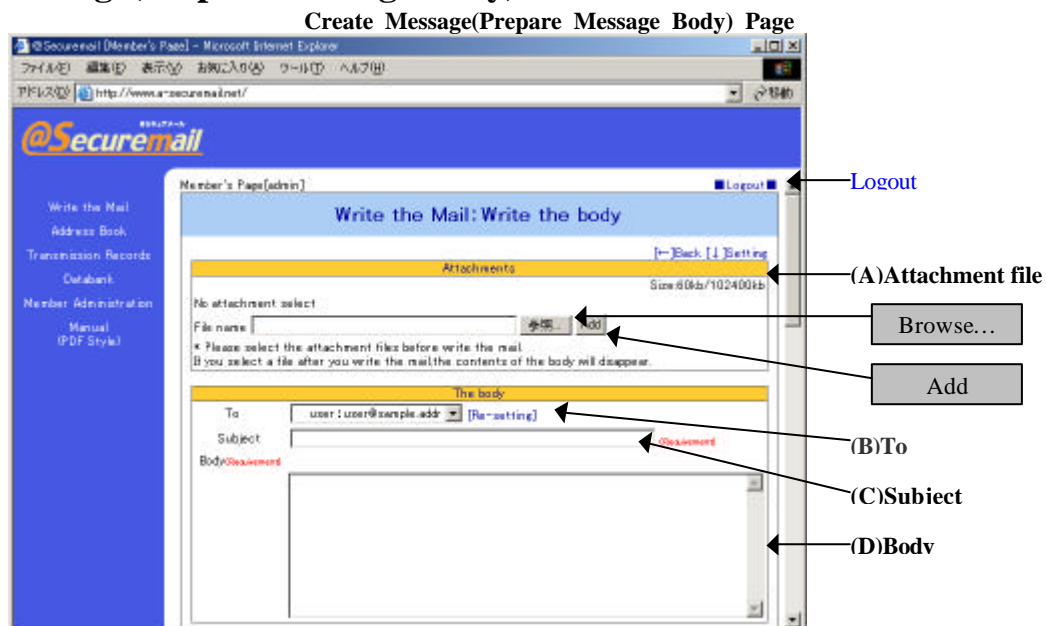 Create Message(Prepare Message Body) Page
@Securemail [Member's Page] - Microsoft Internet Explorer
ファイル(F) 編集(E) 表示(V) お気に入り(A) ツール(T) ヘルプ(H)
アドレス(D) http://www.a-securemail.net/ 移動
@Securemail
Member's Page[admin] ■Logout■ Logout
Write the Mail
Address Book
Transmission Records
Databank
Member Administration
Manual
(PDF Style)
Write the Mail:Write the body
[←]Back [↓]Setting
Attachments (A)Attachment file
Size:60kb/102400kb
No attachment select
File name 参照... Add Browse…
* Please select the attachment files before write the mail.
If you select a file after you write the mail,the contents of the body will disappear.
Add
The body
To user:user@sample.addr [Re-setting] (B)To
Subject (Requirement) (C)Subject
Body(Requirement)
(D)Body